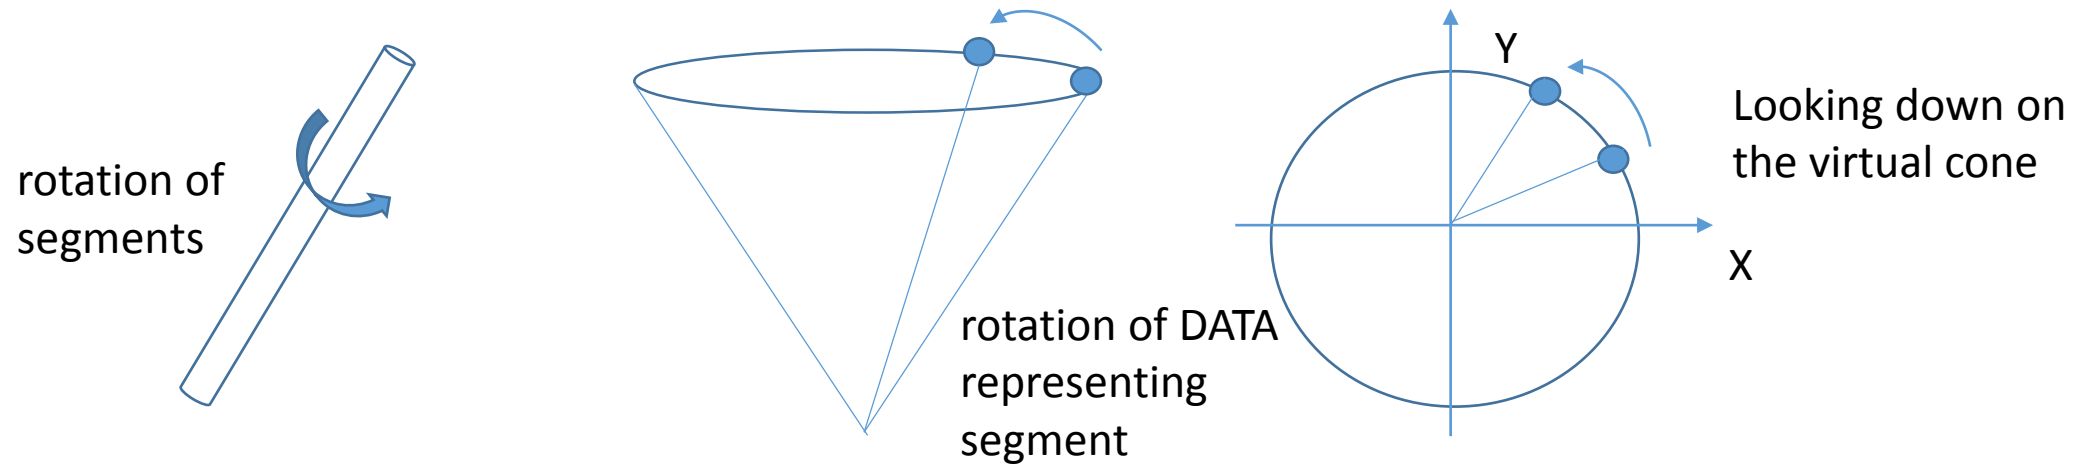 rotation of
segments
rotation of DATA
representing
segment
Y
X
Looking down on
the virtual cone